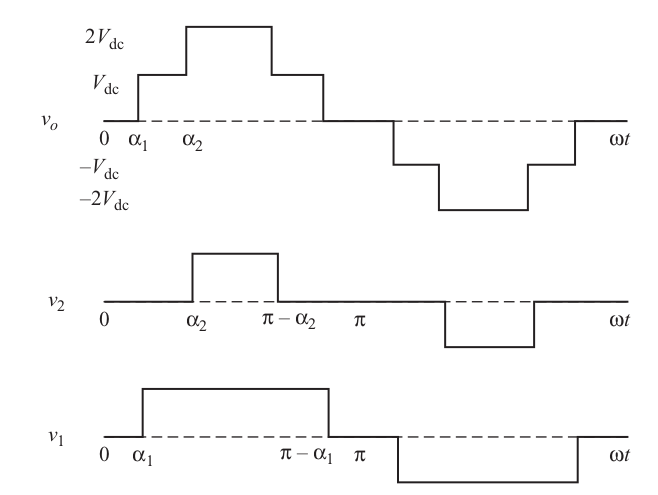 2V_dc
V_dc
v_o
0 α_1 α_2 ωt
–V_dc
–2V_dc
v_2
0 α_2 π – α_2 π ωt
v_1
0 α_1 π – α_1 π ωt